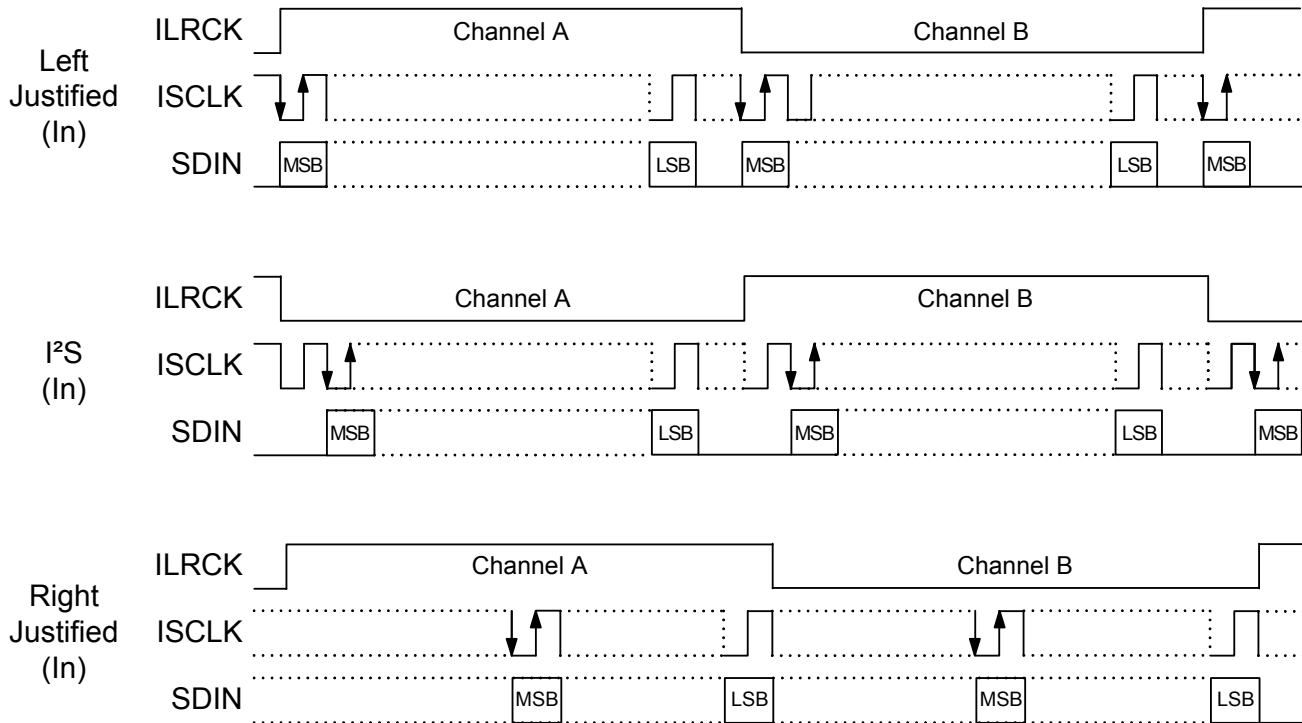 Left
Justified
(In)
ILRCK
Channel A
Channel B
ISCLK
SDIN
MSB
LSB
MSB
LSB
MSB
I²S
(In)
ILRCK
Channel A
Channel B
ISCLK
SDIN
MSB
LSB
MSB
LSB
MSB
Right
Justified
(In)
ILRCK
Channel A
Channel B
ISCLK
SDIN
MSB
LSB
MSB
LSB